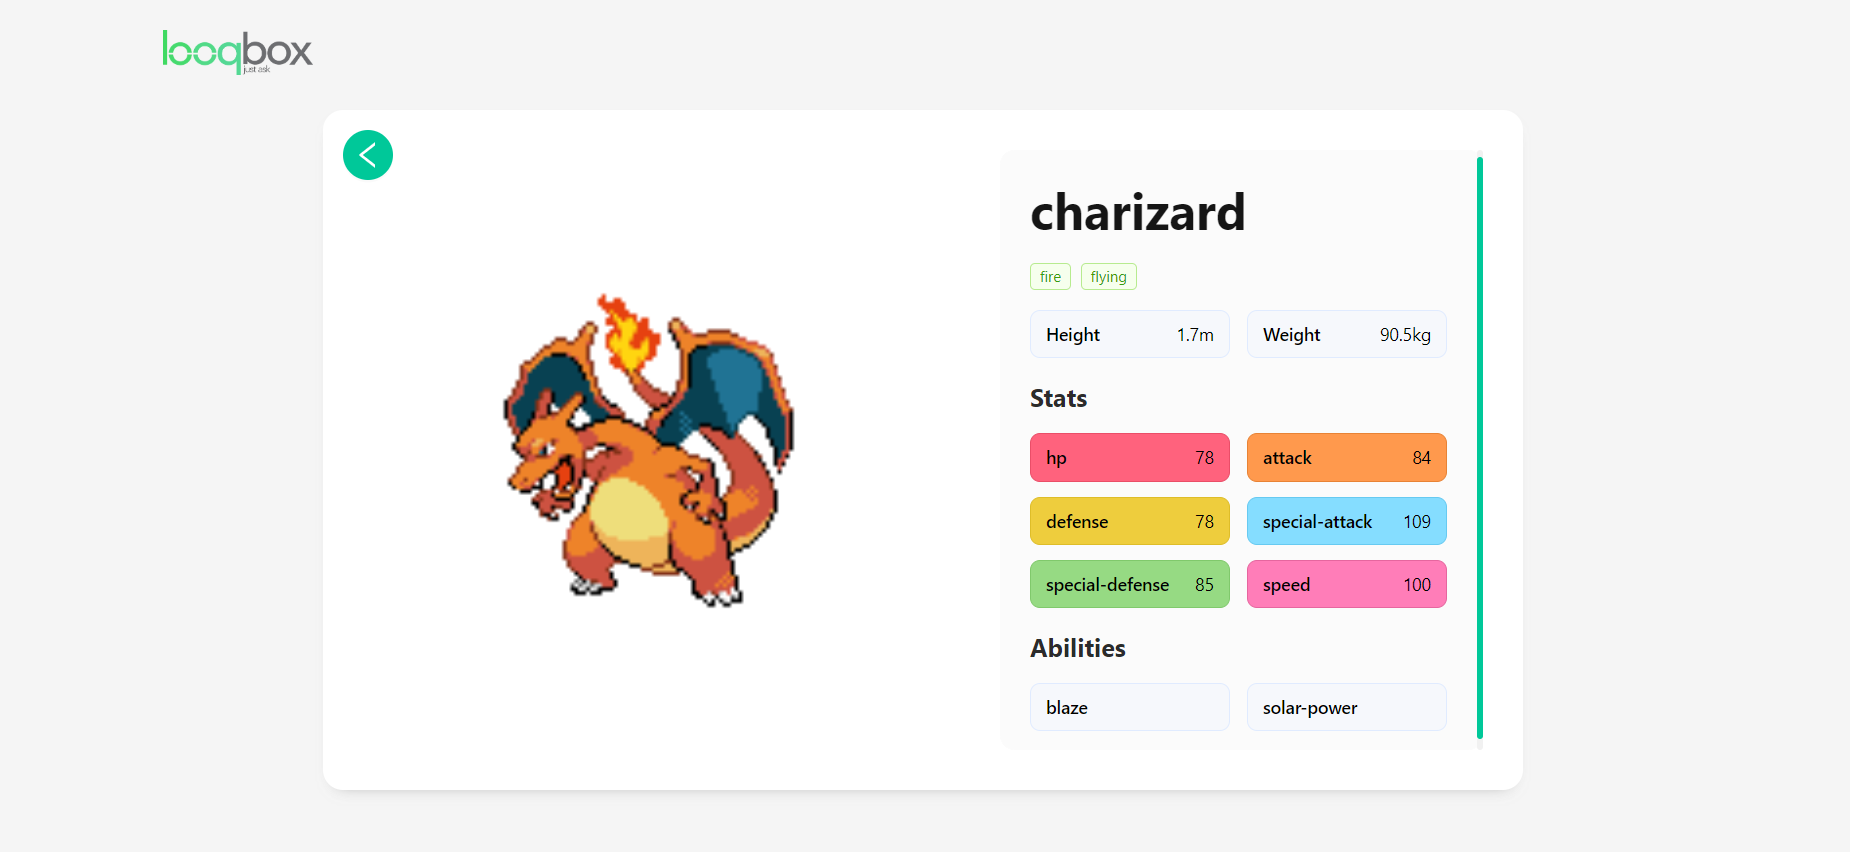 looqbox
just ask
charizard
fire flying
Height 1.7m Weight 90.5kg
Stats
hp 78 attack 84
defense 78 special-attack 109
special-defense 85 speed 100
Abilities
blaze solar-power